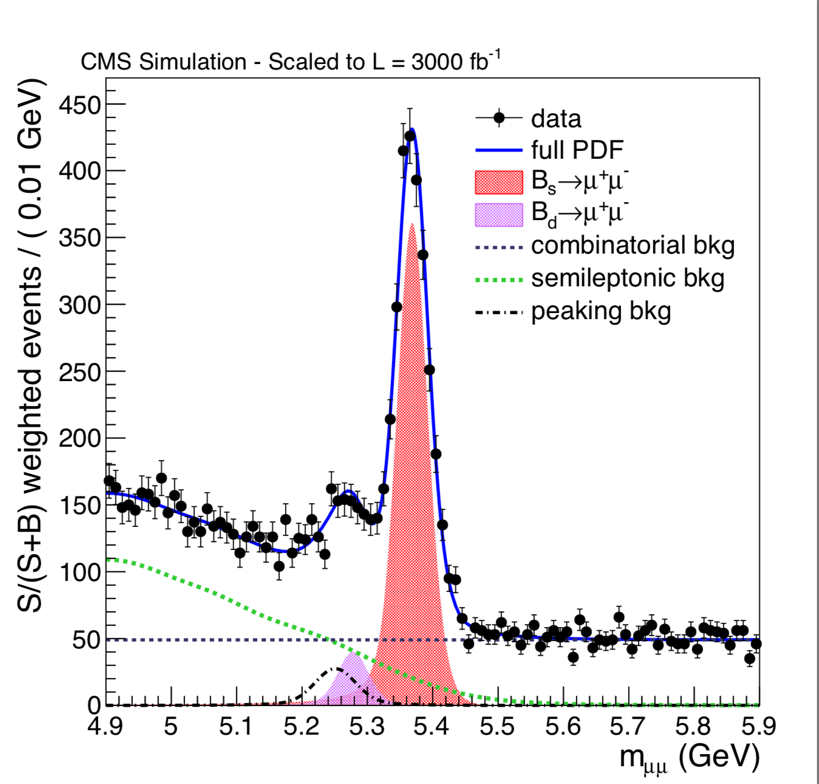 CMS Simulation - Scaled to L = 3000 fb⁻¹
S/(S+B) weighted events / ( 0.01 GeV)
450
400
350
300
250
200
150
100
50
0
data
full PDF
Bₛ→μ⁺μ⁻
B_d→μ⁺μ⁻
combinatorial bkg
semileptonic bkg
peaking bkg
4.9 5 5.1 5.2 5.3 5.4 5.5 5.6 5.7 5.8 5.9
m_μμ (GeV)